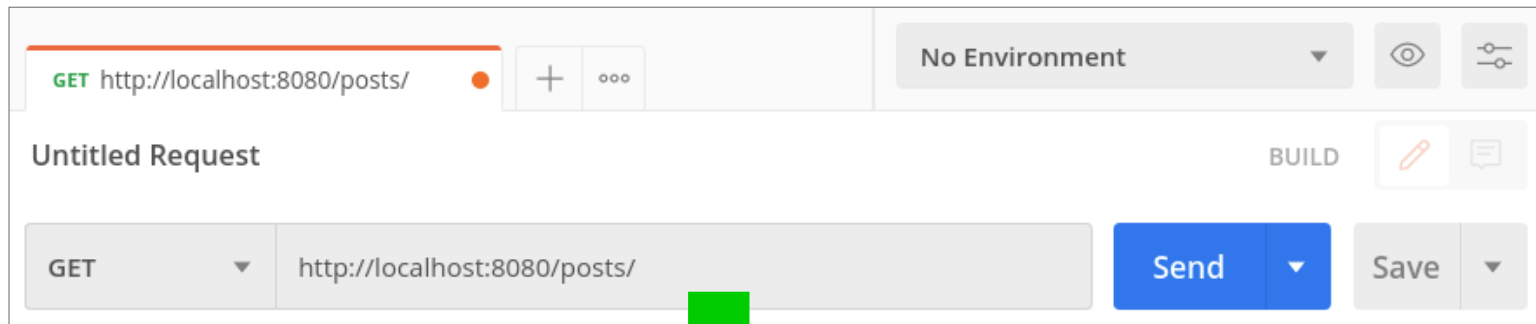 GET http://localhost:8080/posts/
No Environment
Untitled Request
BUILD
GET http://localhost:8080/posts/ Send Save